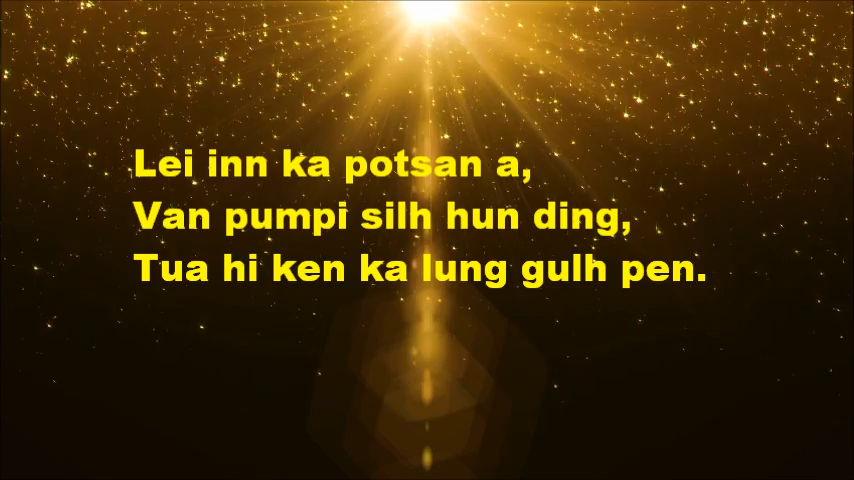 Lei inn ka potsan a,
Van pumpi silh hun ding,
Tua hi ken ka lung gulh pen.